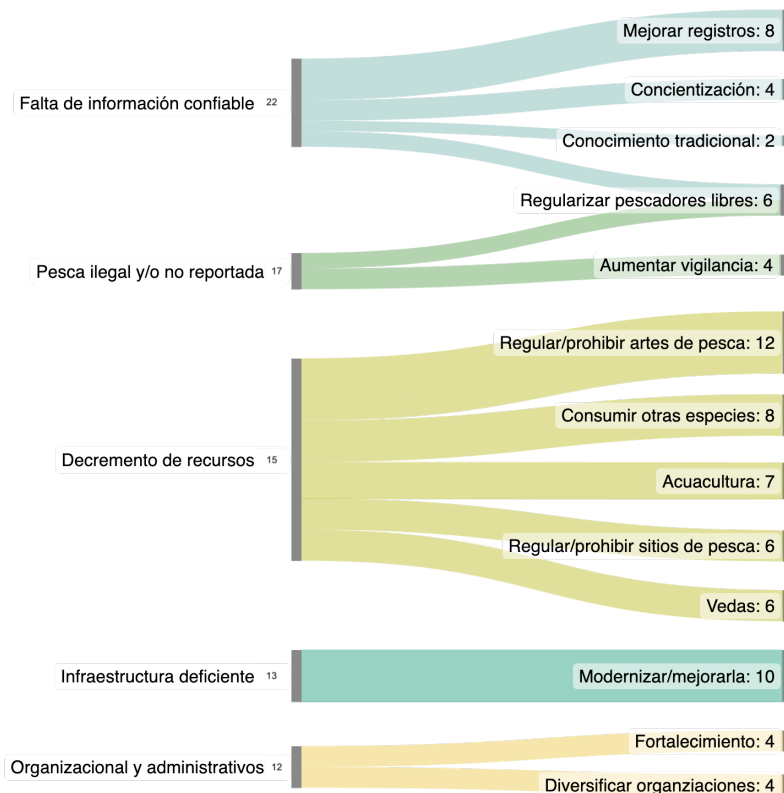 Mejorar registros: 8
Falta de información confiable 22
Concientización: 4
Conocimiento tradicional: 2
Regularizar pescadores libres: 6
Pesca ilegal y/o no reportada 17
Aumentar vigilancia: 4
Regular/prohibir artes de pesca: 12
Consumir otras especies: 8
Decremento de recursos 15
Acuacultura: 7
Regular/prohibir sitios de pesca: 6
Vedas: 6
Infraestructura deficiente 13
Modernizar/mejorarla: 10
Fortalecimiento: 4
Organizacional y administrativos 12
Diversificar organziaciones: 4